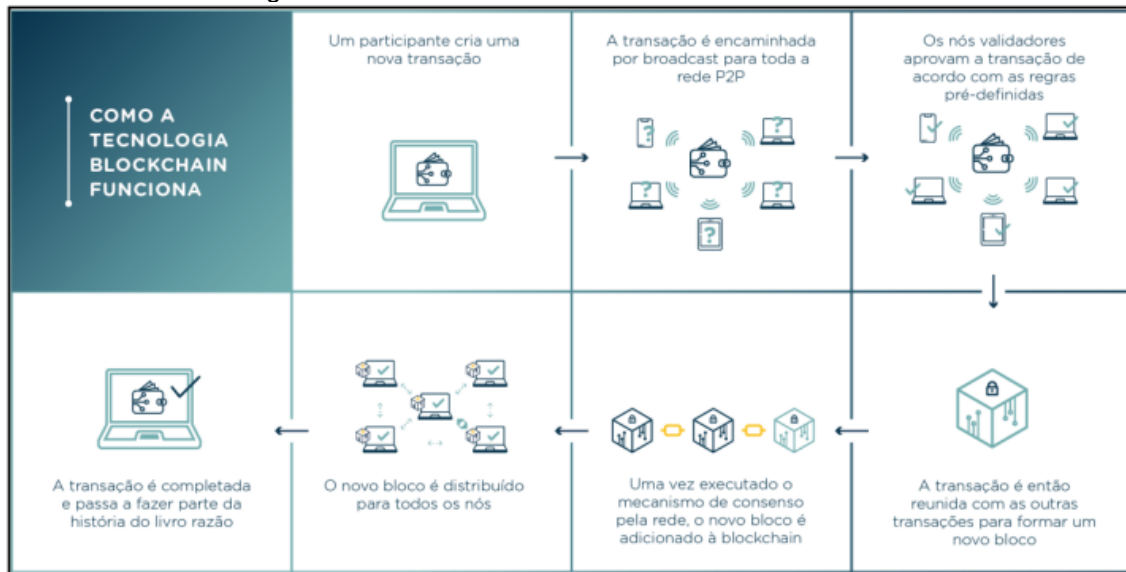 COMO A
TECNOLOGIA
BLOCKCHAIN
FUNCIONA
Um participante cria uma
nova transação
A transação é encaminhada
por broadcast para toda a
rede P2P
? ? ? ? ?
Os nós validadores
aprovam a transação de
acordo com as regras
pré-definidas
A transação é então
reunida com as outras
transações para formar um
novo bloco
Uma vez executado o
mecanismo de consenso
pela rede, o novo bloco é
adicionado à blockchain
O novo bloco é distribuído
para todos os nós
A transação é completada
e passa a fazer parte da
história do livro razão